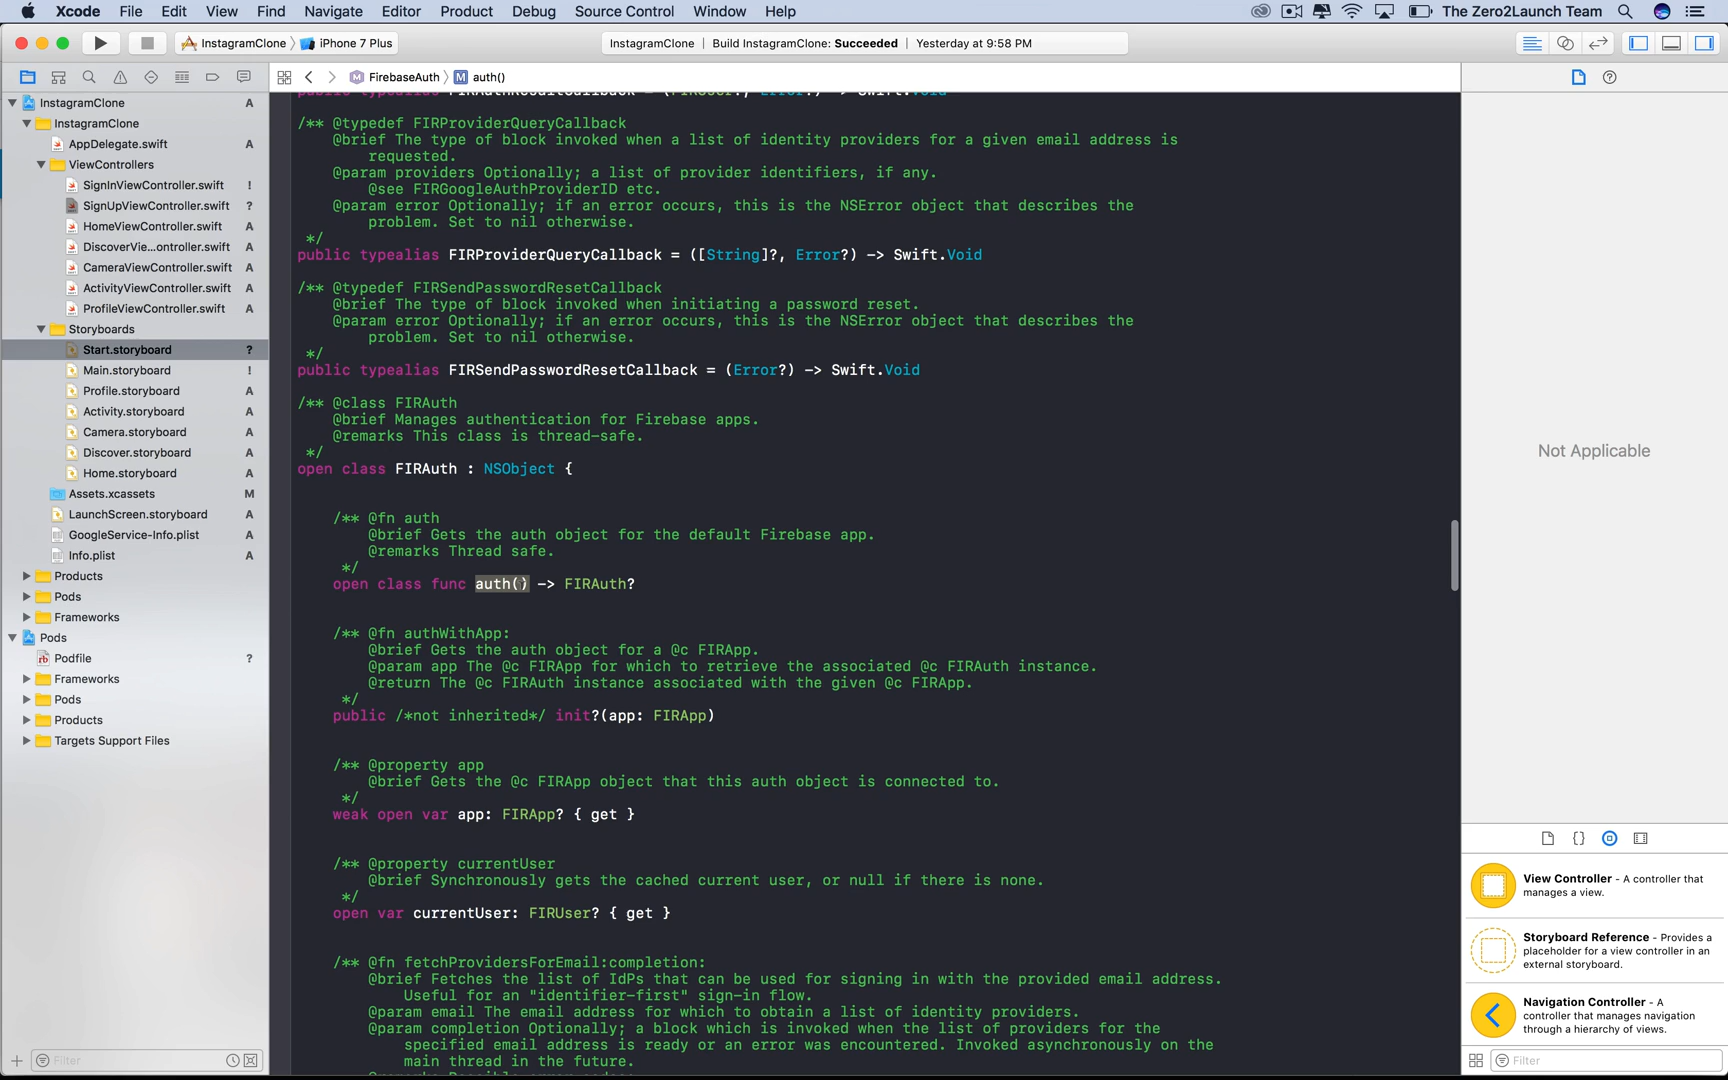 Xcode File Edit View Find Navigate Editor Product Debug Source Control Window Help The Zero2Launch Team
InstagramClone iPhone 7 Plus InstagramClone | Build InstagramClone: Succeeded | Yesterday at 9:58 PM
FirebaseAuth M auth()
InstagramClone A
InstagramClone
AppDelegate.swift A
ViewControllers
SignInViewController.swift !
SignUpViewController.swift ?
HomeViewController.swift A
DiscoverVie...ontroller.swift A
CameraViewController.swift A
ActivityViewController.swift A
ProfileViewController.swift A
Storyboards
Start.storyboard ?
Main.storyboard !
Profile.storyboard A
Activity.storyboard A
Camera.storyboard A
Discover.storyboard A
Home.storyboard A
Assets.xcassets M
LaunchScreen.storyboard A
GoogleService-Info.plist A
Info.plist A
Products
Pods
Frameworks
Pods
Podfile ?
Frameworks
Pods
Products
Targets Support Files
Filter
public typealias FIRAuthResultCallback = (FIRUser?, Error?) -> Swift.Void
/** @typedef FIRProviderQueryCallback
@brief The type of block invoked when a list of identity providers for a given email address is
requested.
@param providers Optionally; a list of provider identifiers, if any.
@see FIRGoogleAuthProviderID etc.
@param error Optionally; if an error occurs, this is the NSError object that describes the
problem. Set to nil otherwise.
*/
public typealias FIRProviderQueryCallback = ([String]?, Error?) -> Swift.Void
/** @typedef FIRSendPasswordResetCallback
@brief The type of block invoked when initiating a password reset.
@param error Optionally; if an error occurs, this is the NSError object that describes the
problem. Set to nil otherwise.
*/
public typealias FIRSendPasswordResetCallback = (Error?) -> Swift.Void
/** @class FIRAuth
@brief Manages authentication for Firebase apps.
@remarks This class is thread-safe.
*/
open class FIRAuth : NSObject {
/** @fn auth
@brief Gets the auth object for the default Firebase app.
@remarks Thread safe.
*/
open class func auth() -> FIRAuth?
/** @fn authWithApp:
@brief Gets the auth object for a @c FIRApp.
@param app The @c FIRApp for which to retrieve the associated @c FIRAuth instance.
@return The @c FIRAuth instance associated with the given @c FIRApp.
*/
public /*not inherited*/ init?(app: FIRApp)
/** @property app
@brief Gets the @c FIRApp object that this auth object is connected to.
*/
weak open var app: FIRApp? { get }
/** @property currentUser
@brief Synchronously gets the cached current user, or null if there is none.
*/
open var currentUser: FIRUser? { get }
/** @fn fetchProvidersForEmail:completion:
@brief Fetches the list of IdPs that can be used for signing in with the provided email address.
Useful for an "identifier-first" sign-in flow.
@param email The email address for which to obtain a list of identity providers.
@param completion Optionally; a block which is invoked when the list of providers for the
specified email address is ready or an error was encountered. Invoked asynchronously on the
main thread in the future.
Not Applicable
{}
View Controller - A controller that
manages a view.
Storyboard Reference - Provides a
placeholder for a view controller in an
external storyboard.
Navigation Controller - A
controller that manages navigation
through a hierarchy of views.
Filter